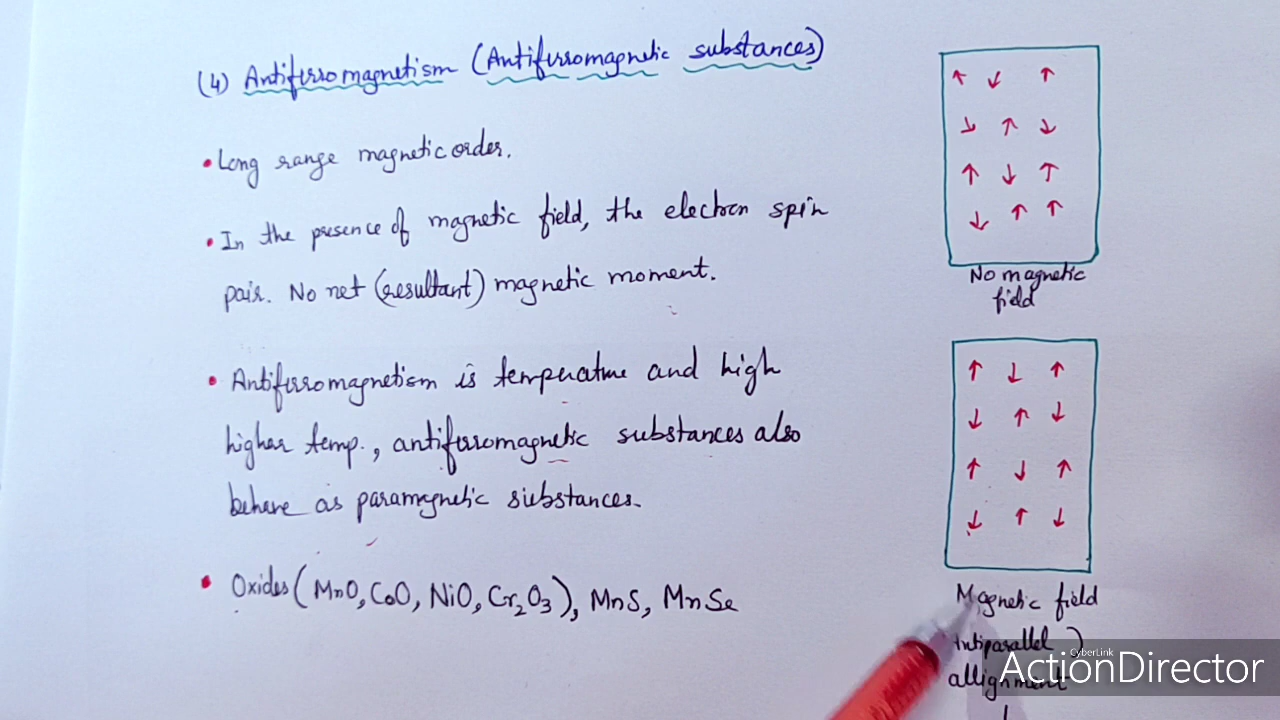 (4) Antiferromagnetism (Antiferromagnetic substances)
• Long range magnetic order.
• In the presence of magnetic field, the electron spin
pair. No net (resultant) magnetic moment.
• Antiferromagnetism is temperature and high
higher temp., antiferromagnetic substances also
behave as paramagnetic substances.
• Oxides (MnO, CoO, NiO, Cr₂O₃), MnS, MnSe
No magnetic
field
Magnetic field
antiparallel )
allignment
CyberLink
ActionDirector